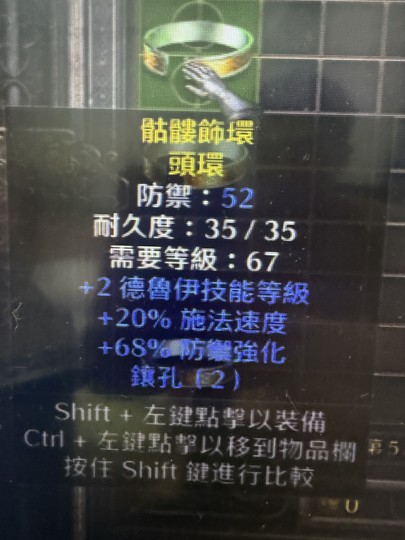 骷髏飾環
頭環
防禦：52
耐久度：35 / 35
需要等級：67
+2 德魯伊技能等級
+20% 施法速度
+68% 防禦強化
鑲孔（2）
Shift + 左鍵點擊以裝備
Ctrl + 左鍵點擊以移到物品欄
按住 Shift 鍵進行比較
第 5
0